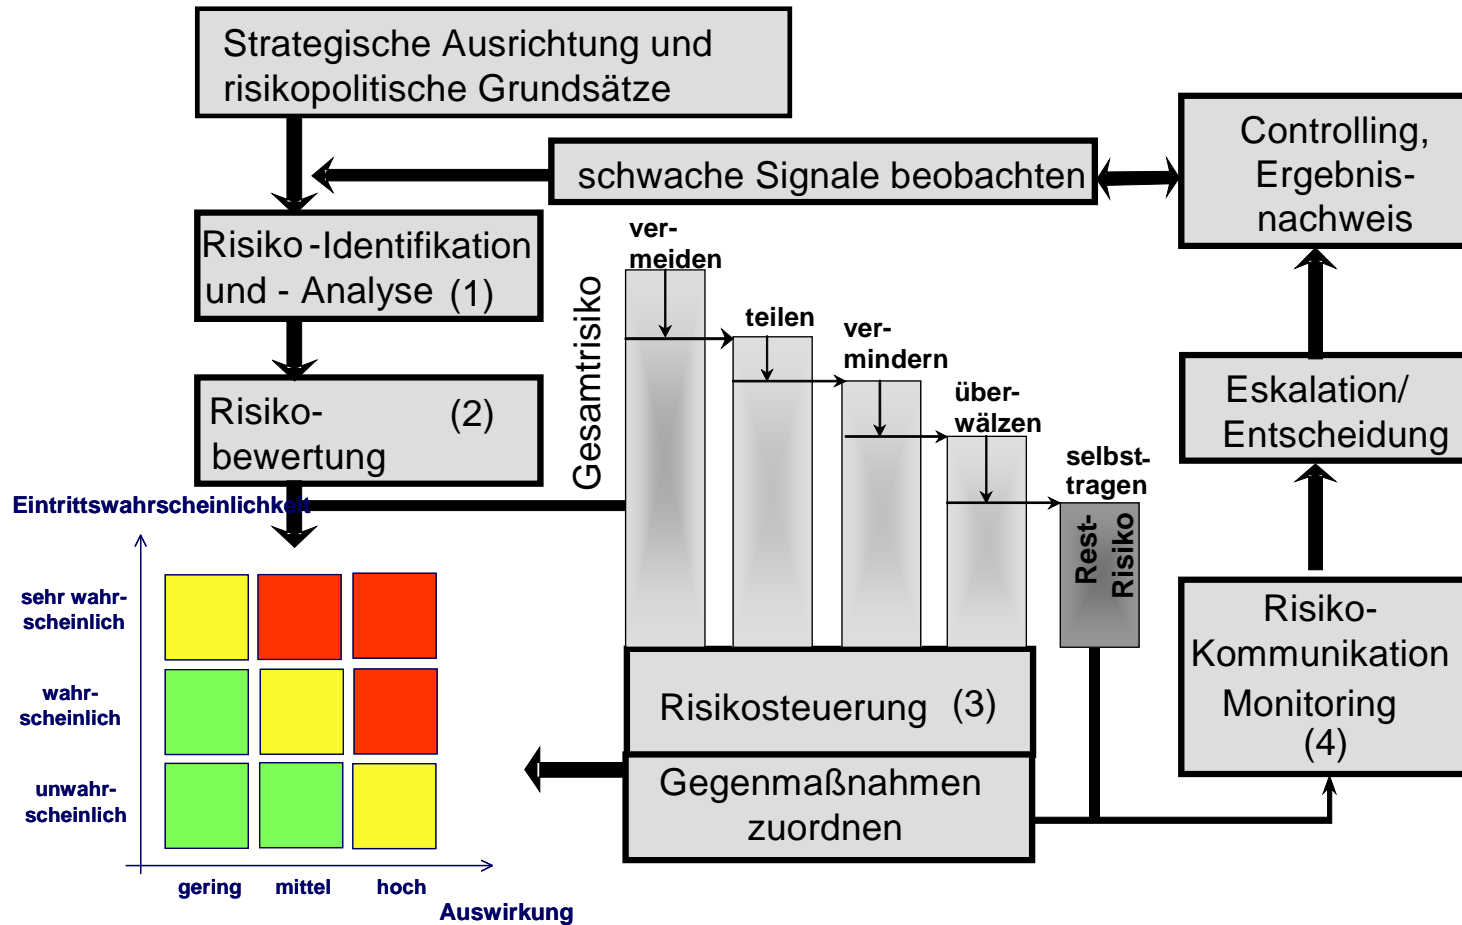 Strategische Ausrichtung und
risikopolitische Grundsätze
schwache Signale beobachten
Controlling,
Ergebnis-
nachweis
Risiko-Identifikation
und - Analyse (1)
Risiko- (2)
bewertung
Gesamtrisiko
ver-
meiden
teilen
ver-
mindern
über-
wälzen
selbst-
tragen
Rest-
Risiko
Eskalation/
Entscheidung
Risiko-
Kommunikation
Monitoring
(4)
Risikosteuerung (3)
Gegenmaßnahmen
zuordnen
Eintrittswahrscheinlichkeit
sehr wahr-
scheinlich
wahr-
scheinlich
unwahr-
scheinlich
gering mittel hoch
Auswirkung